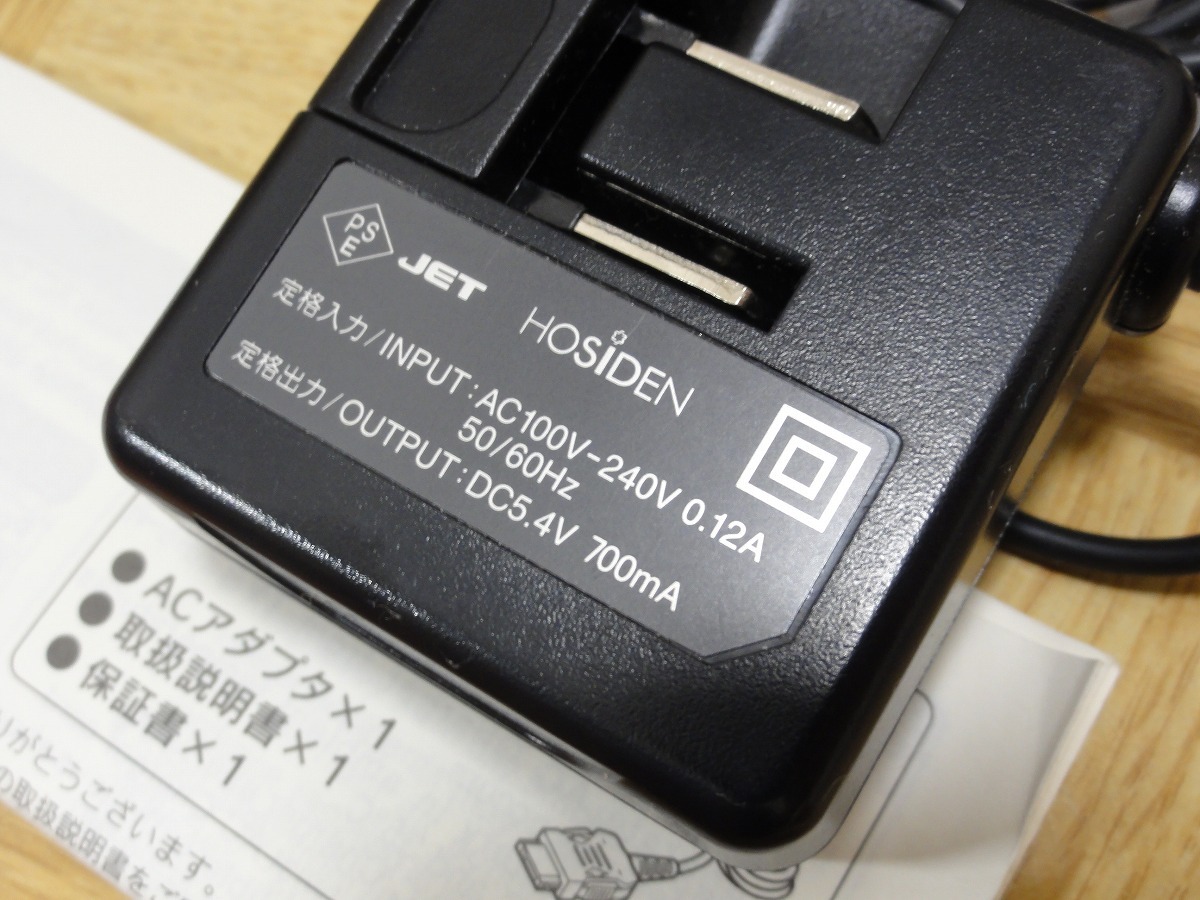 PSE
JET
HOSiDEN
定格入力/INPUT:AC100V-240V 0.12A
50/60Hz
定格出力/OUTPUT:DC5.4V 700mA
● ACアダプタ×1
● 取扱説明書×1
● 保証書×1
りがとうございます。
の取扱説明書をご